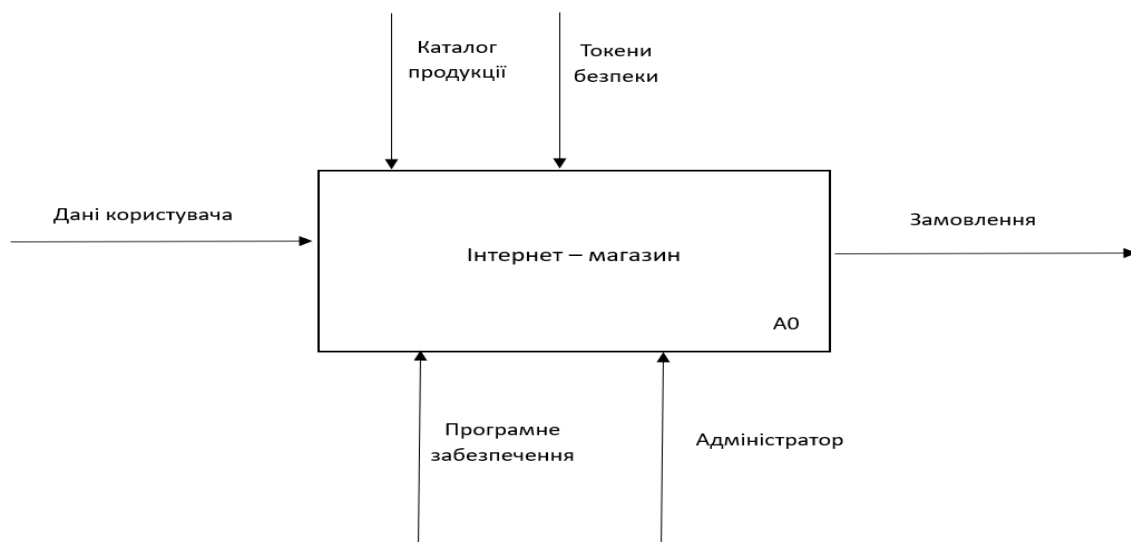 Каталог
продукції
Токени
безпеки
Дані користувача
Замовлення
Інтернет – магазин
А0
Програмне
забезпечення
Адміністратор